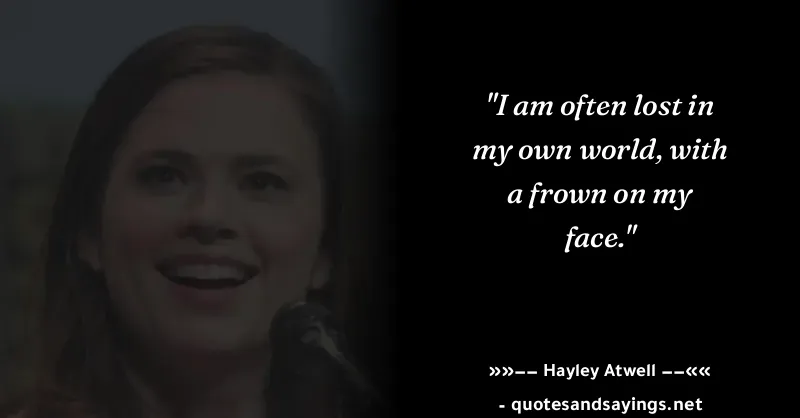 "I am often lost in
my own world, with
a frown on my
face."
»»−− Hayley Atwell −−««
- quotesandsayings.net